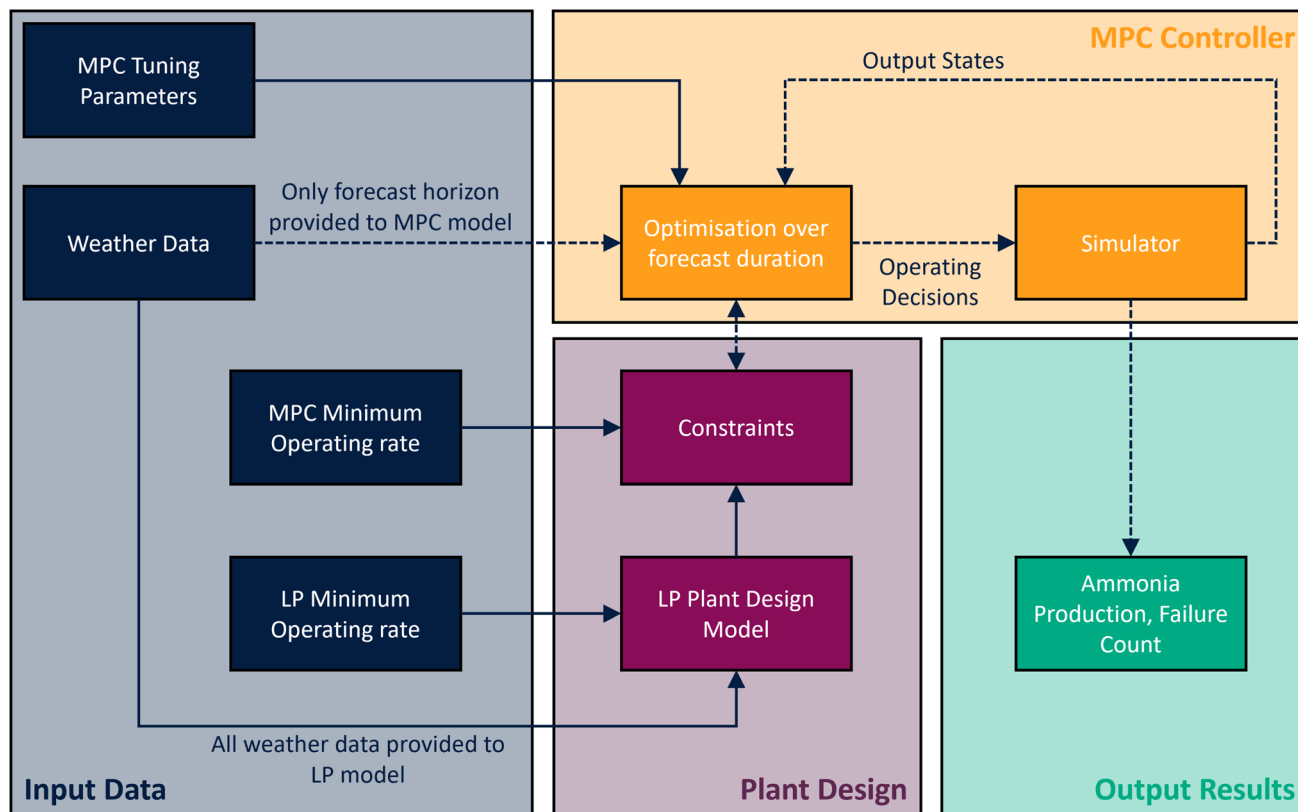 MPC Tuning
Parameters
MPC Controller
Output States
Weather Data
Only forecast horizon
provided to MPC model
Optimisation over
forecast duration
Operating
Decisions
Simulator
MPC Minimum
Operating rate
Constraints
LP Minimum
Operating rate
LP Plant Design
Model
Ammonia
Production, Failure
Count
All weather data provided to
LP model
Input Data
Plant Design
Output Results